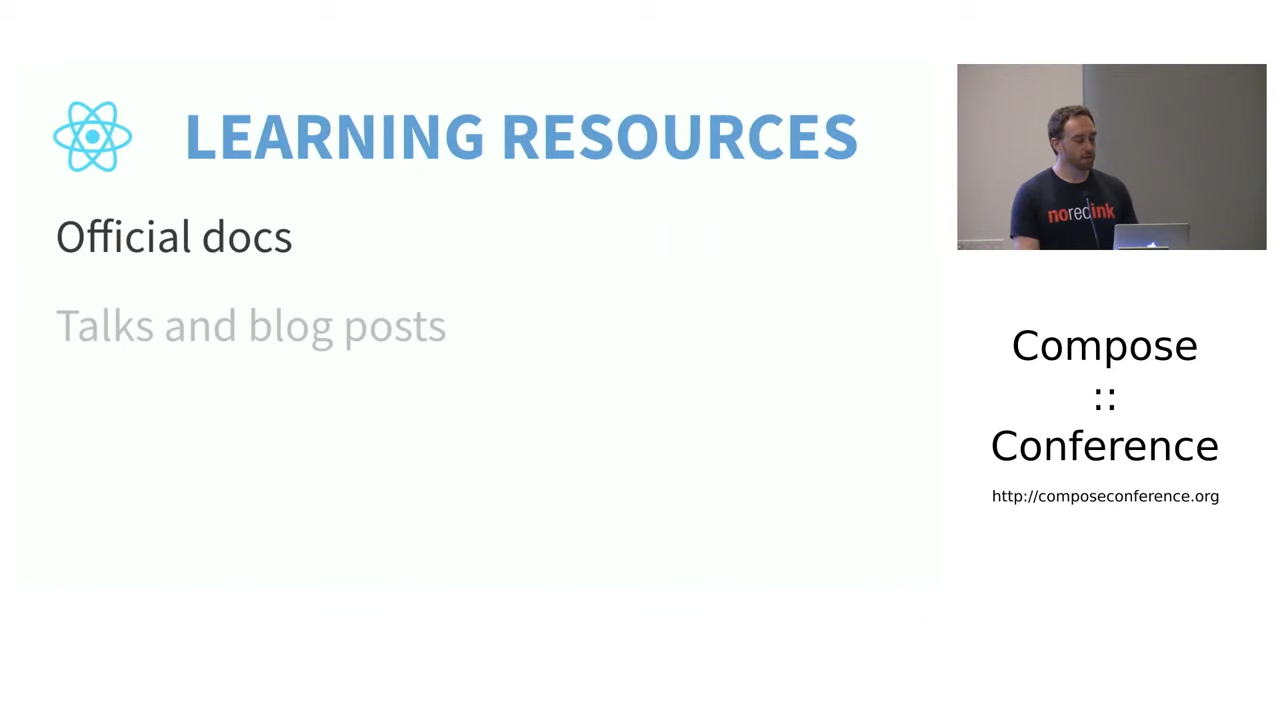 LEARNING RESOURCES
Official docs
Talks and blog posts
noredink
Compose
::
Conference
http://composeconference.org